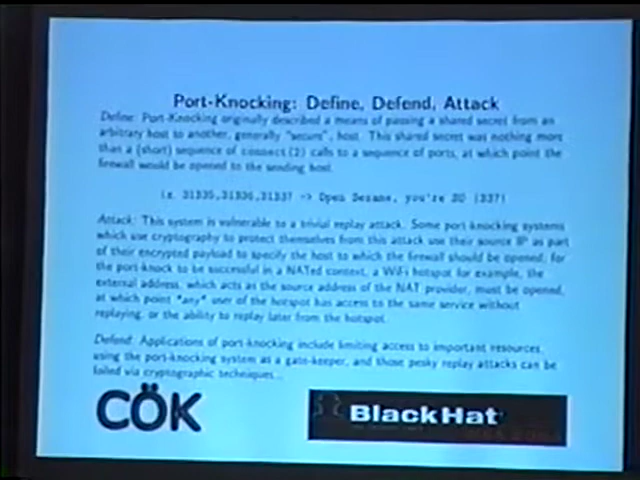 Port-Knocking: Define, Defend, Attack
Define: Port-Knocking originally described a means of passing a shared secret from an
arbitrary host to another, generally "secure", host. This shared secret was nothing more
than a (short) sequence of connect(2) calls to a sequence of ports, at which point the
firewall would be opened to the sending host.
31335,31336,31337 -> Open Sesame, you're SO (337)
Attack: This system is vulnerable to a trivial replay attack. Some port-knocking systems
which use cryptography to protect themselves from this attack use their source IP as part
of their encrypted payload to specify the host to which the firewall should be opened; for
the port-knock to be successful in a NATed context, a WiFi hotspot for example, the
external address, which acts as the source address of the NAT provider, must be opened,
at which point *any* user of the hotspot has access to the same service without
replaying, or the ability to replay later from the hotspot.
Defend: Applications of port-knocking include limiting access to important resources,
using the port-knocking system as a gate-keeper, and those pesky replay attacks can be
foiled via cryptographic techniques...
CÖK
BlackHat